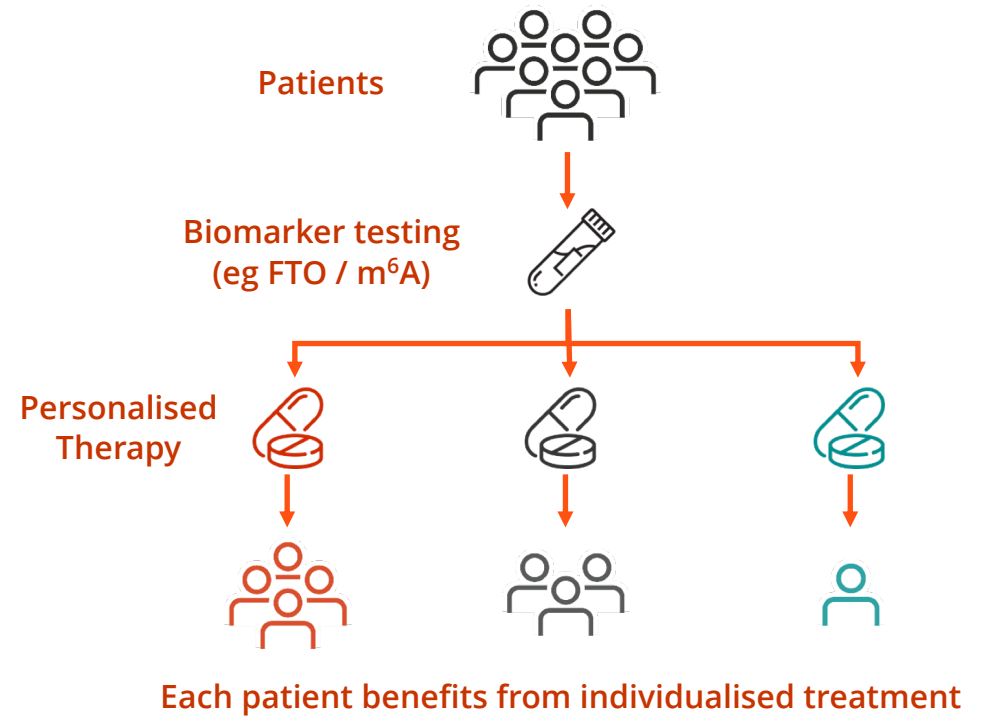 Patients
Biomarker testing
(eg FTO / m⁶A)
Personalised
Therapy
Each patient benefits from individualised treatment